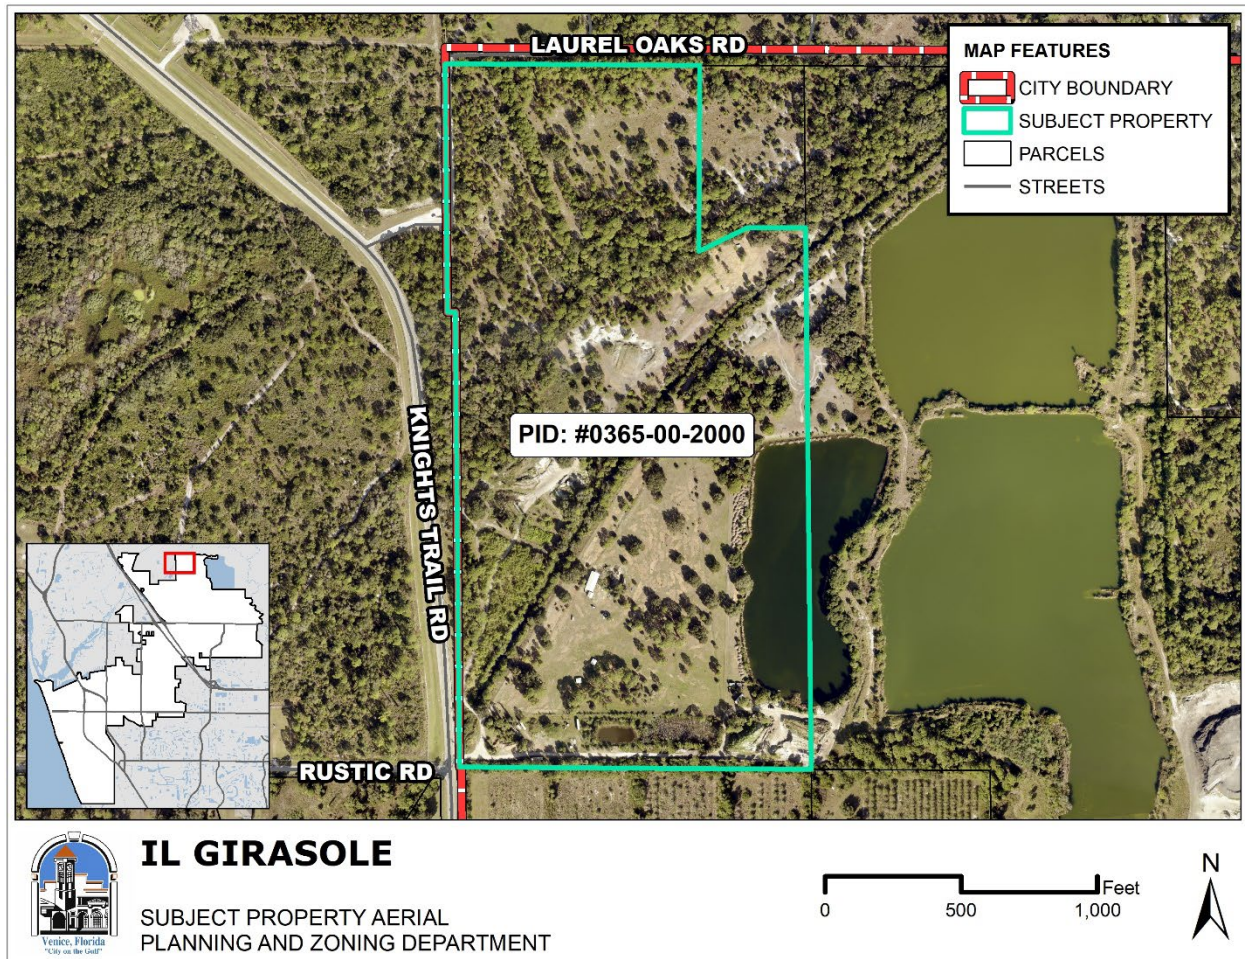 LAUREL OAKS RD
MAP FEATURES
CITY BOUNDARY
SUBJECT PROPERTY
PARCELS
STREETS
PID: #0365-00-2000
KNIGHTS TRAIL RD
RUSTIC RD
IL GIRASOLE
SUBJECT PROPERTY AERIAL
PLANNING AND ZONING DEPARTMENT
Venice, Florida
"City on the Gulf"
Feet
0 500 1,000
N